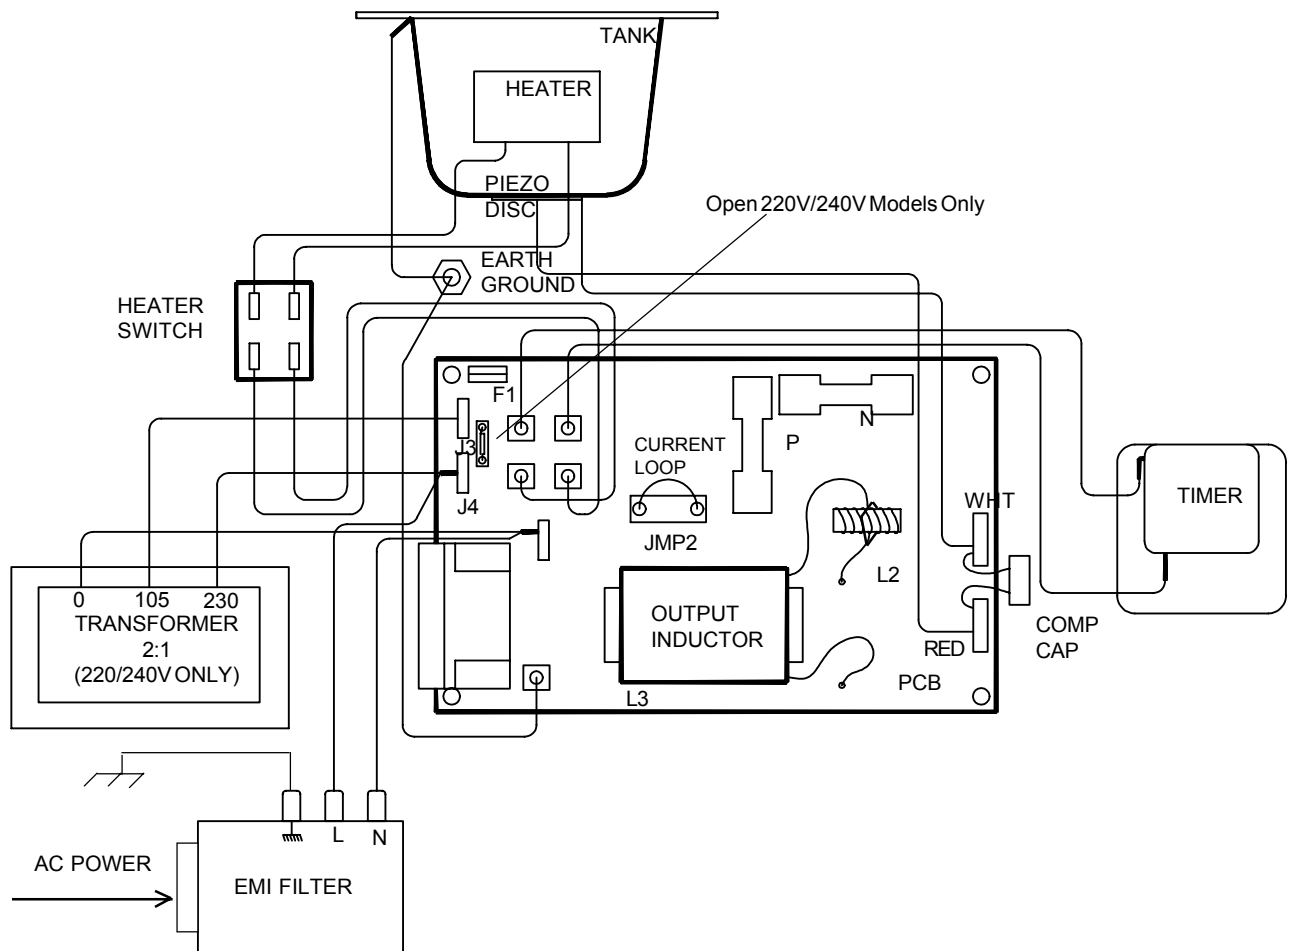 TANK
HEATER
PIEZO
DISC
Open 220V/240V Models Only
EARTH
GROUND
HEATER
SWITCH
F1
N
P
J3
CURRENT
LOOP
J4
JMP2
WHT
TIMER
L2
0 105 230
TRANSFORMER
2:1
(220/240V ONLY)
OUTPUT
INDUCTOR
COMP
CAP
RED
PCB
L3
L N
AC POWER
EMI FILTER